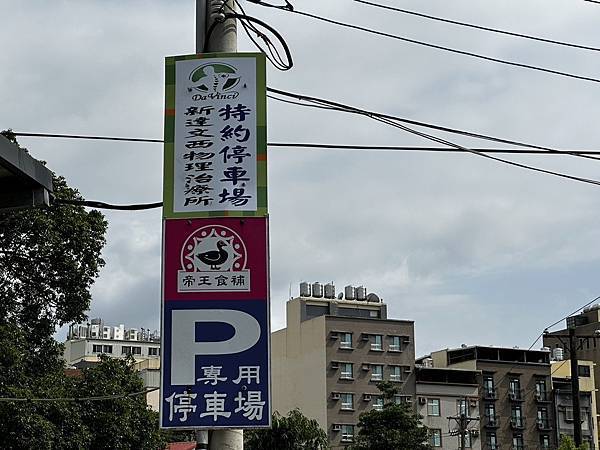 DaVinci
特約停車場
新達文西物理治療所
帝王食補
P
專用
停車場